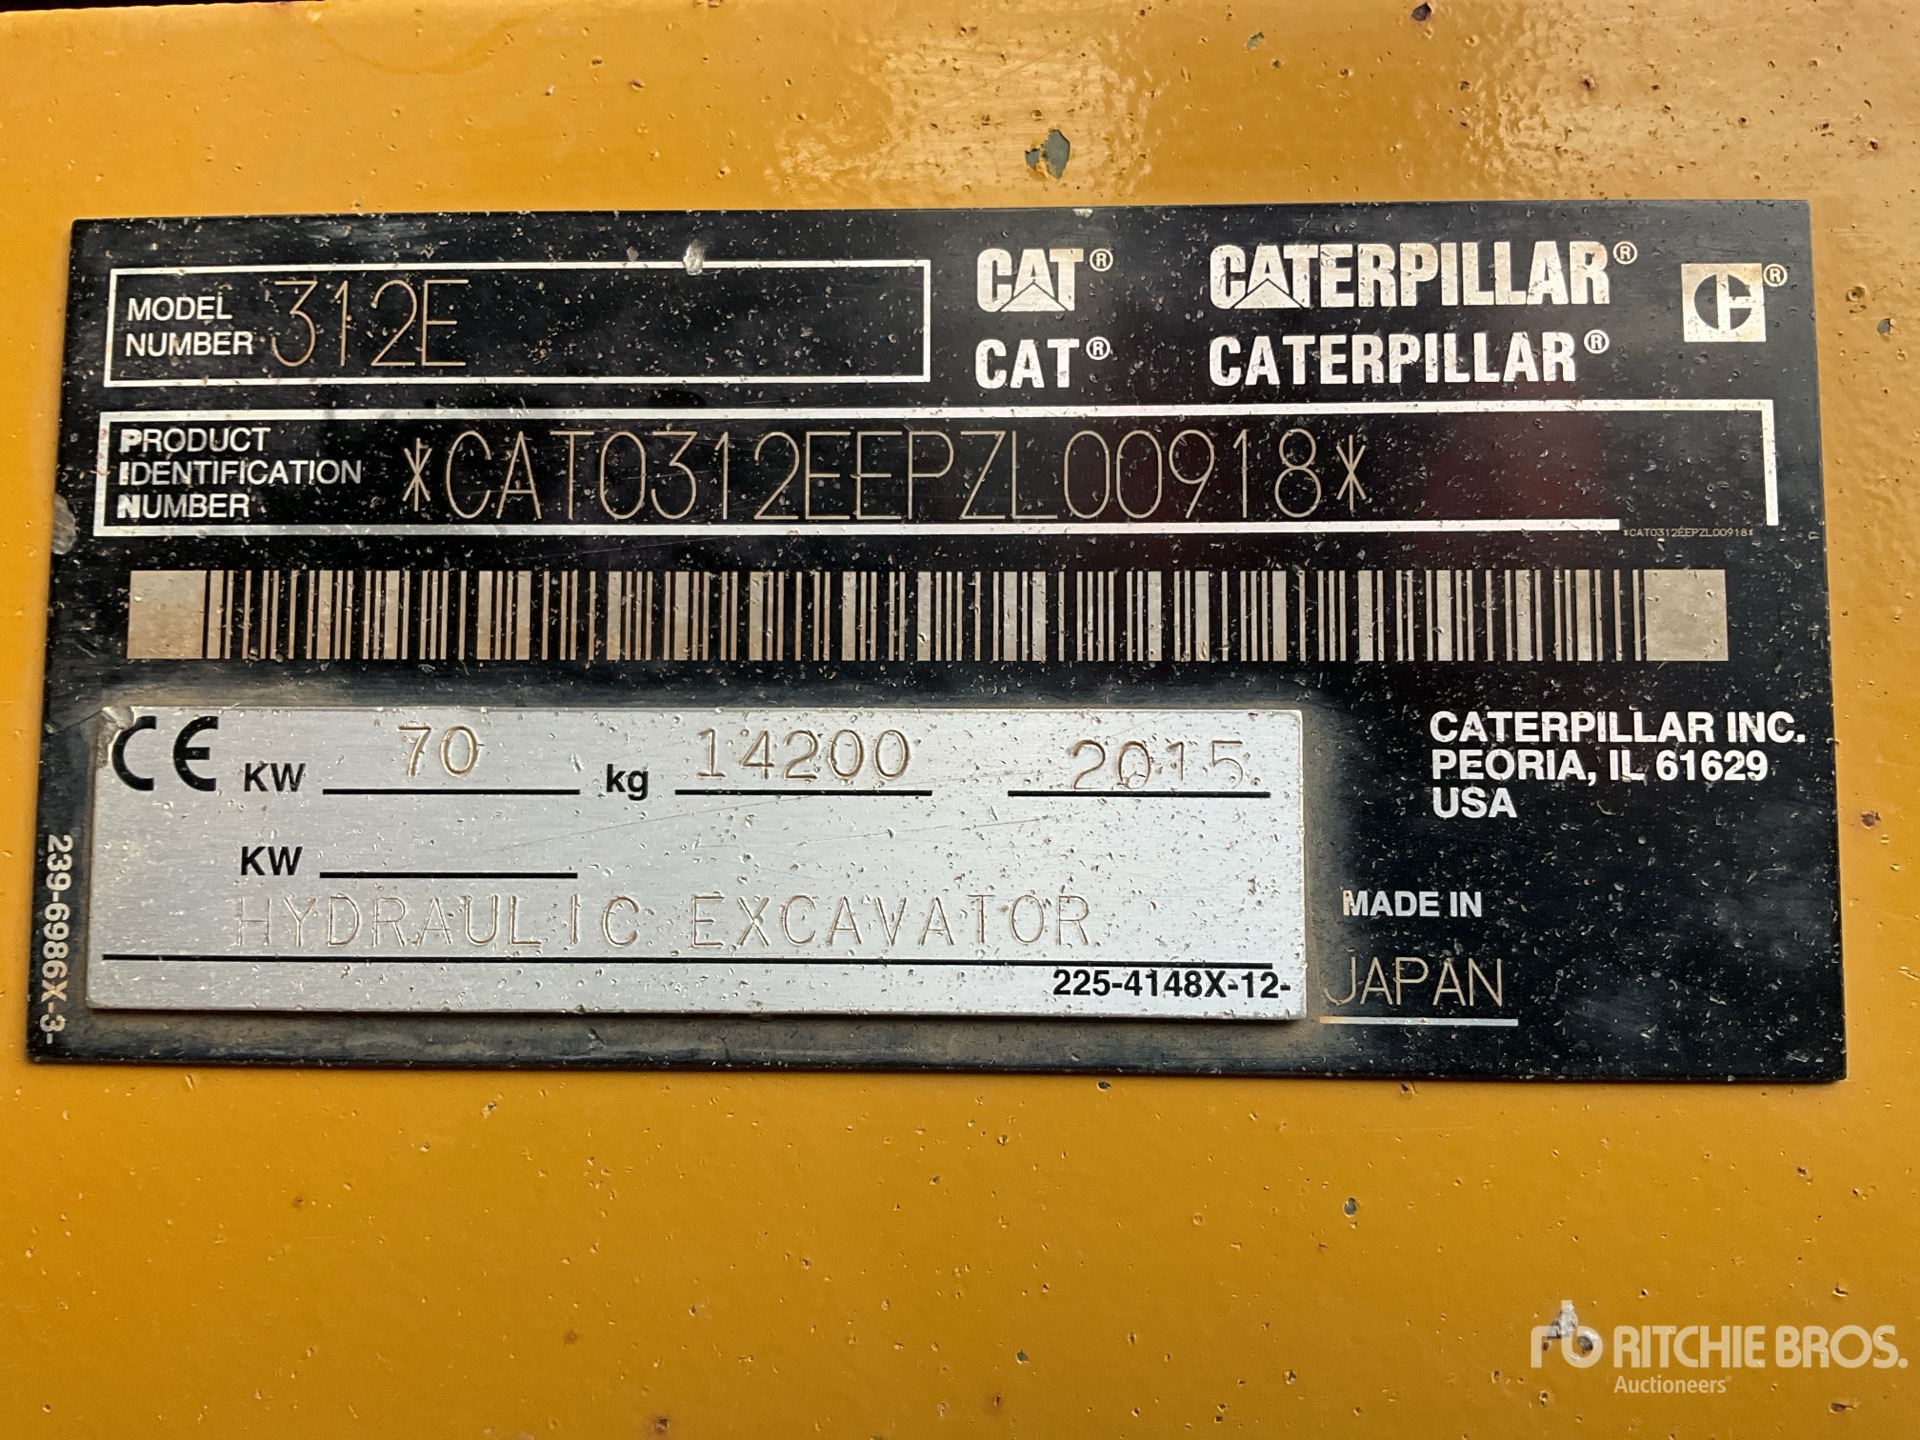 MODEL NUMBER 312E
CAT® CATERPILLAR® C®
CAT® CATERPILLAR®
PRODUCT IDENTIFICATION NUMBER *CAT0312EEPZL00918*
*CAT0312EEPZL00918*
CE KW 70 kg 14200 2015
KW
HYDRAULIC EXCAVATOR
225-4148X-12-
239-6986X-3-
CATERPILLAR INC.
PEORIA, IL 61629
USA
MADE IN
JAPAN
rb RITCHIE BROS.
Auctioneers